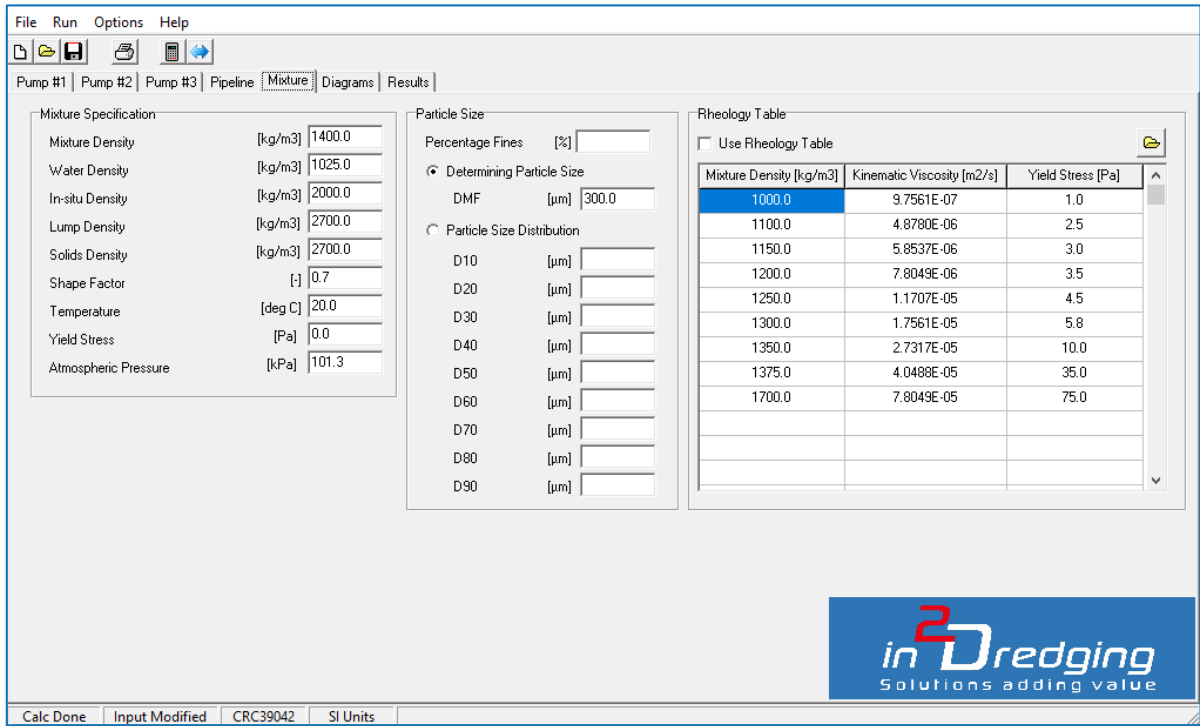 File Run Options Help
Pump #1 Pump #2 Pump #3 Pipeline Mixture Diagrams Results
Mixture Specification
Mixture Density [kg/m3] 1400.0
Water Density [kg/m3] 1025.0
In-situ Density [kg/m3] 2000.0
Lump Density [kg/m3] 2700.0
Solids Density [kg/m3] 2700.0
Shape Factor [-] 0.7
Temperature [deg C] 20.0
Yield Stress [Pa] 0.0
Atmospheric Pressure [kPa] 101.3
Particle Size
Percentage Fines [%]
Determining Particle Size
DMF [µm] 300.0
Particle Size Distribution
D10 [µm]
D20 [µm]
D30 [µm]
D40 [µm]
D50 [µm]
D60 [µm]
D70 [µm]
D80 [µm]
D90 [µm]
Rheology Table
Use Rheology Table
Mixture Density [kg/m3] Kinematic Viscosity [m2/s] Yield Stress [Pa]
1000.0 9.7561E-07 1.0
1100.0 4.8780E-06 2.5
1150.0 5.8537E-06 3.0
1200.0 7.8049E-06 3.5
1250.0 1.1707E-05 4.5
1300.0 1.7561E-05 5.8
1350.0 2.7317E-05 10.0
1375.0 4.0488E-05 35.0
1700.0 7.8049E-05 75.0
in2Dredging
Solutions adding value
Calc Done Input Modified CRC39042 SI Units